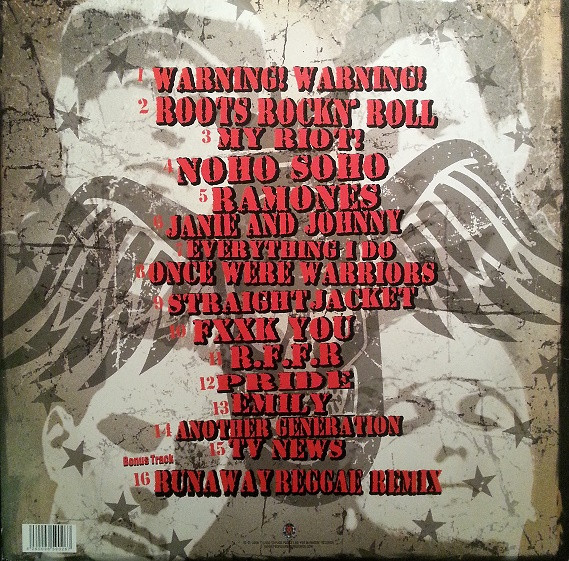 1 WARNING! WARNING!
2 ROOTS ROCKN' ROLL
3 MY RIOT!
4 NOHO SOHO
5 RAMONES
6 JANIE AND JOHNNY
7 EVERYTHING I DO
8 ONCE WERE WARRIORS
9 STRAIGHTJACKET
10 FXXK YOU
11 R.F.F.R
12 PRIDE
13 EMILY
14 ANOTHER GENERATION
15 TV NEWS
Bonus Track
16 RUNAWAY REGGAE REMIX